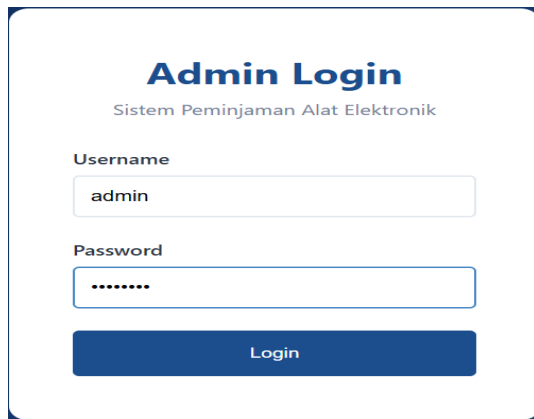 Admin Login
Sistem Peminjaman Alat Elektronik
Username
admin
Password
••••••••
Login